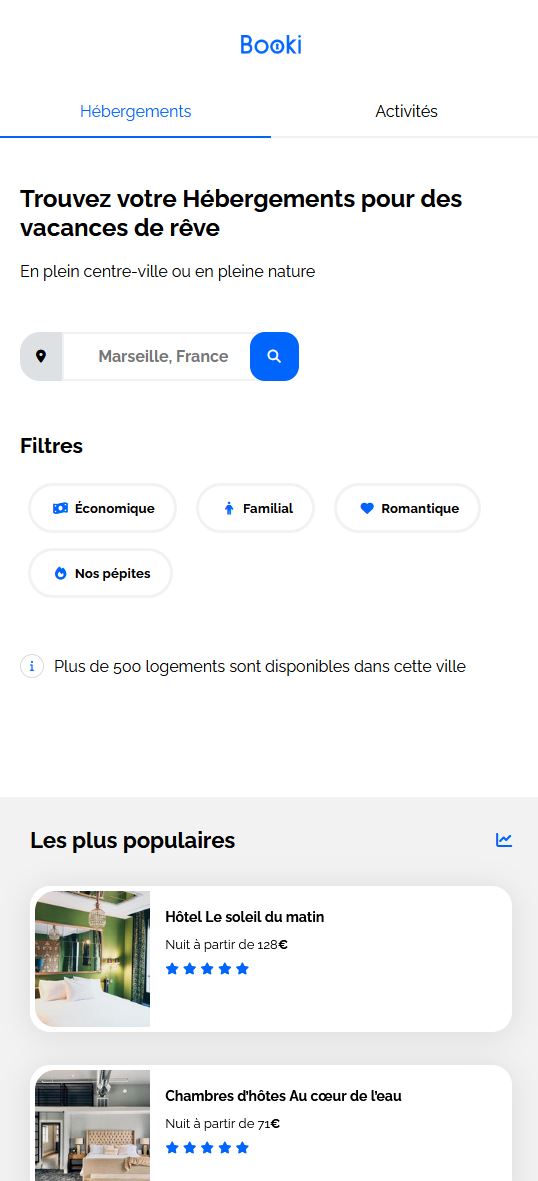 Booki
Hébergements
Activités
Trouvez votre Hébergements pour des
vacances de rêve
En plein centre-ville ou en pleine nature
Marseille, France
Filtres
Économique
Familial
Romantique
Nos pépites
Plus de 500 logements sont disponibles dans cette ville
Les plus populaires
Hôtel Le soleil du matin
Nuit à partir de 128€
Chambres d'hôtes Au cœur de l'eau
Nuit à partir de 71€